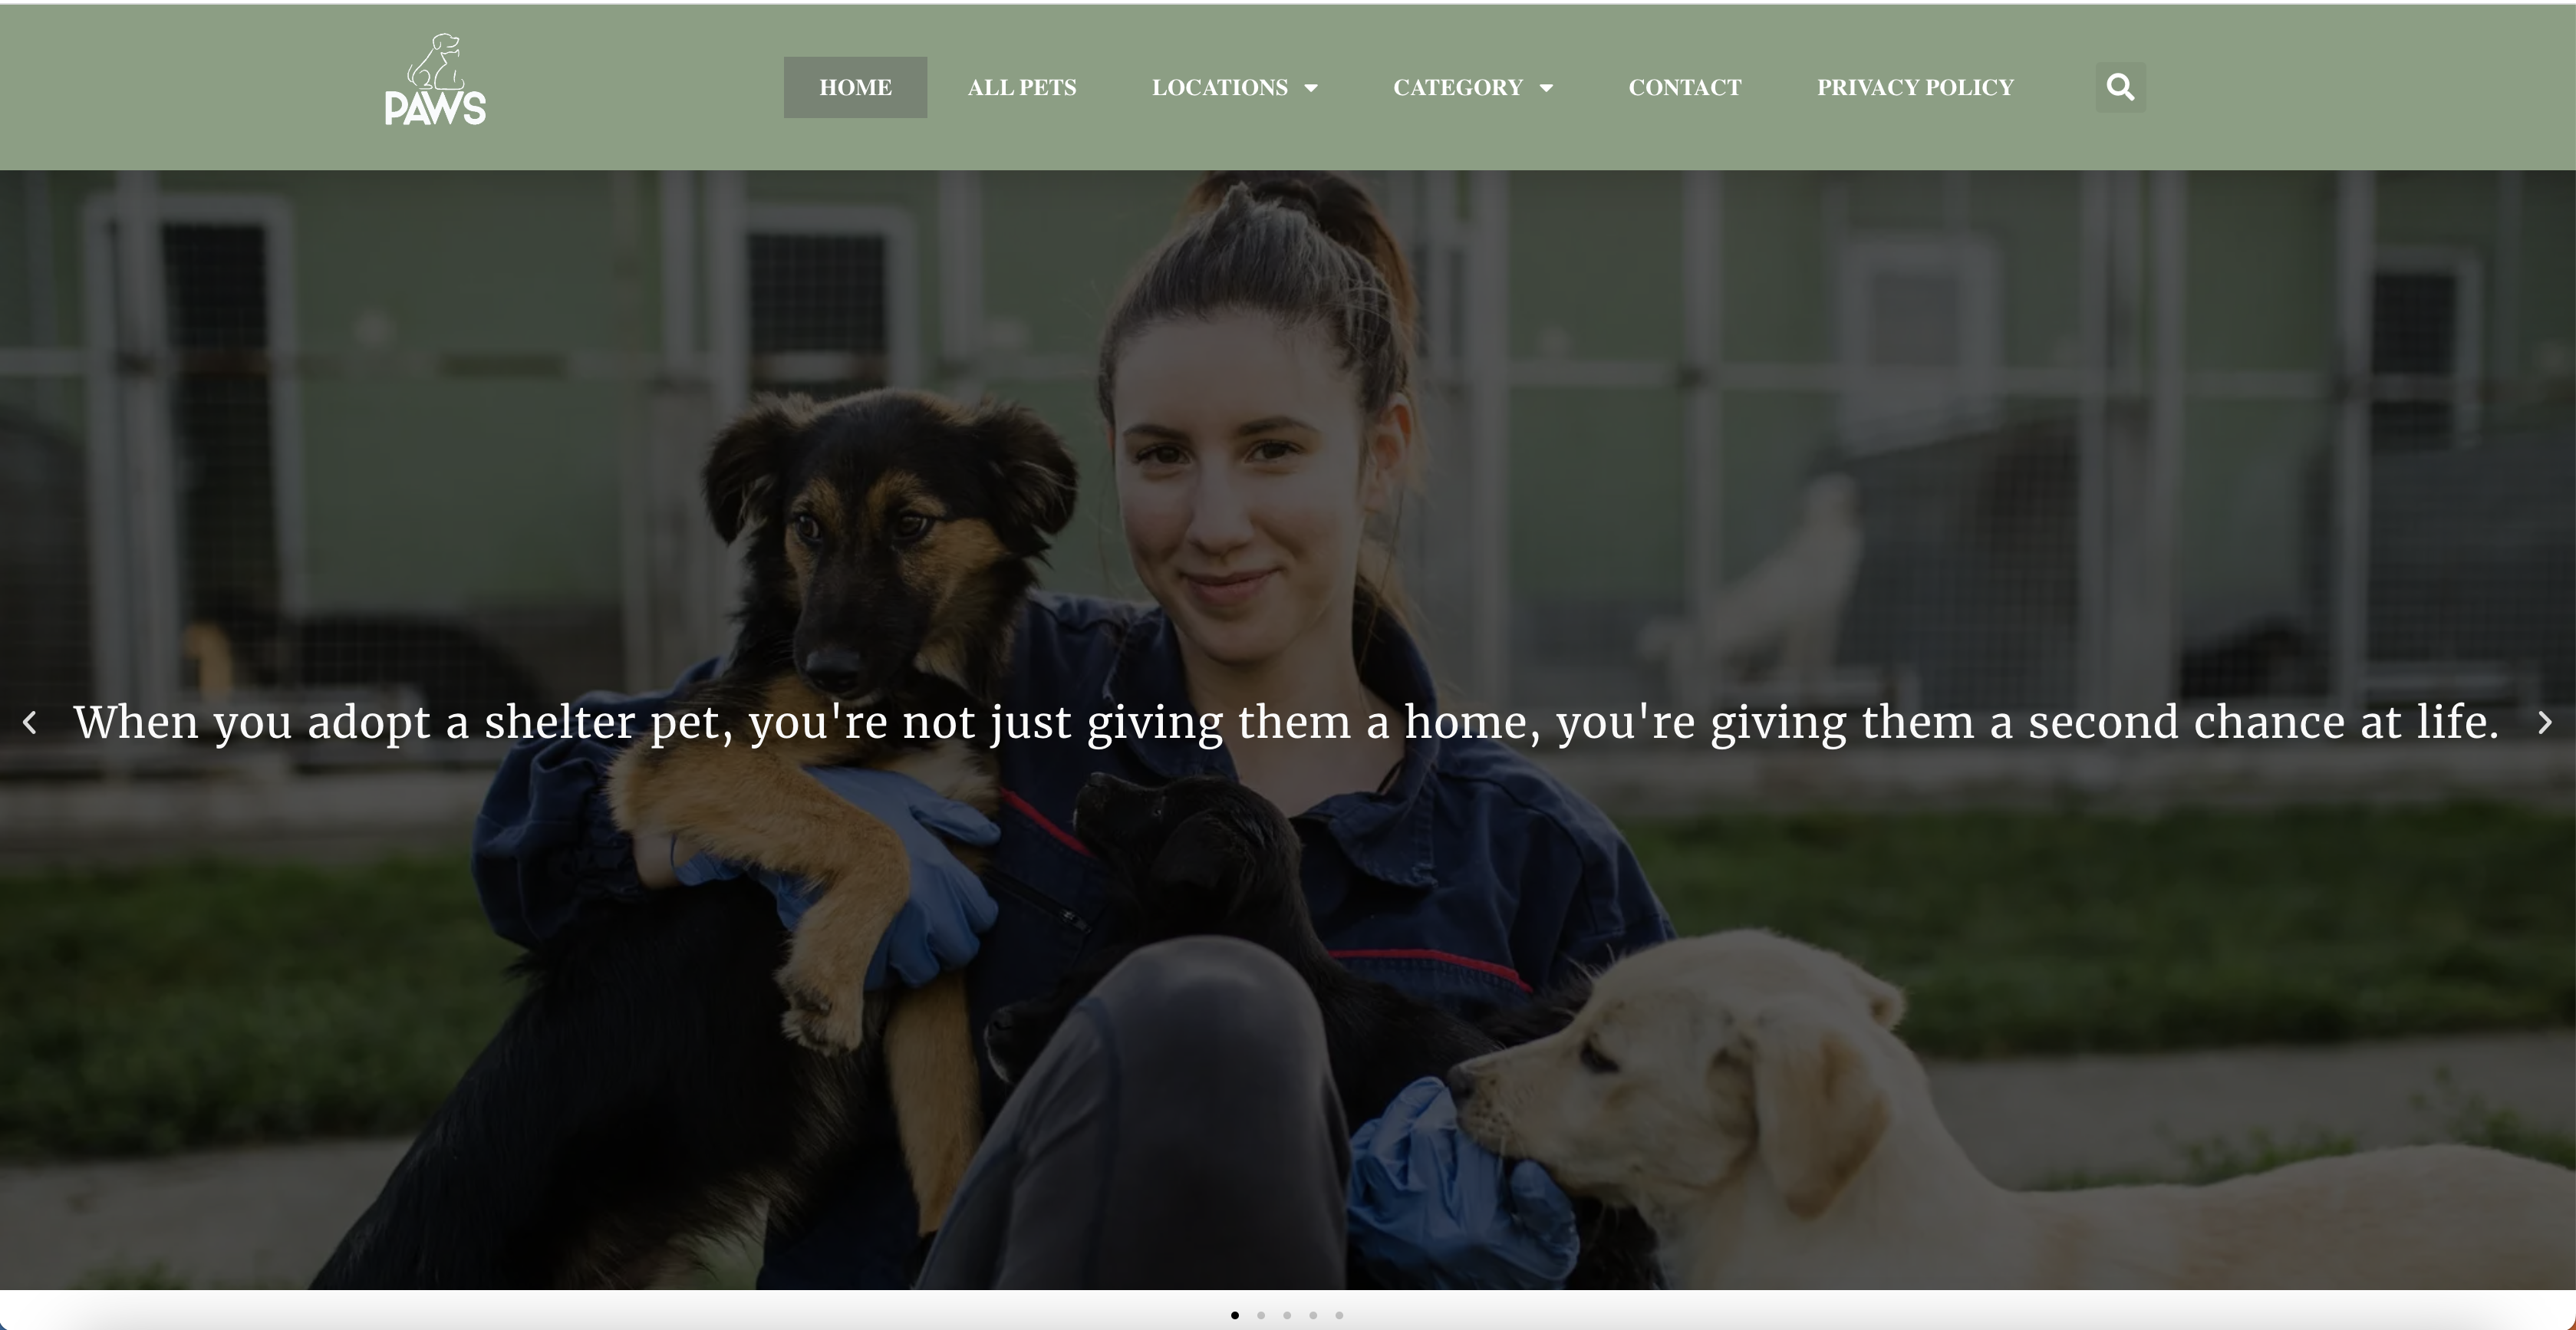 PAWS
HOME ALL PETS LOCATIONS CATEGORY CONTACT PRIVACY POLICY
When you adopt a shelter pet, you're not just giving them a home, you're giving them a second chance at life.